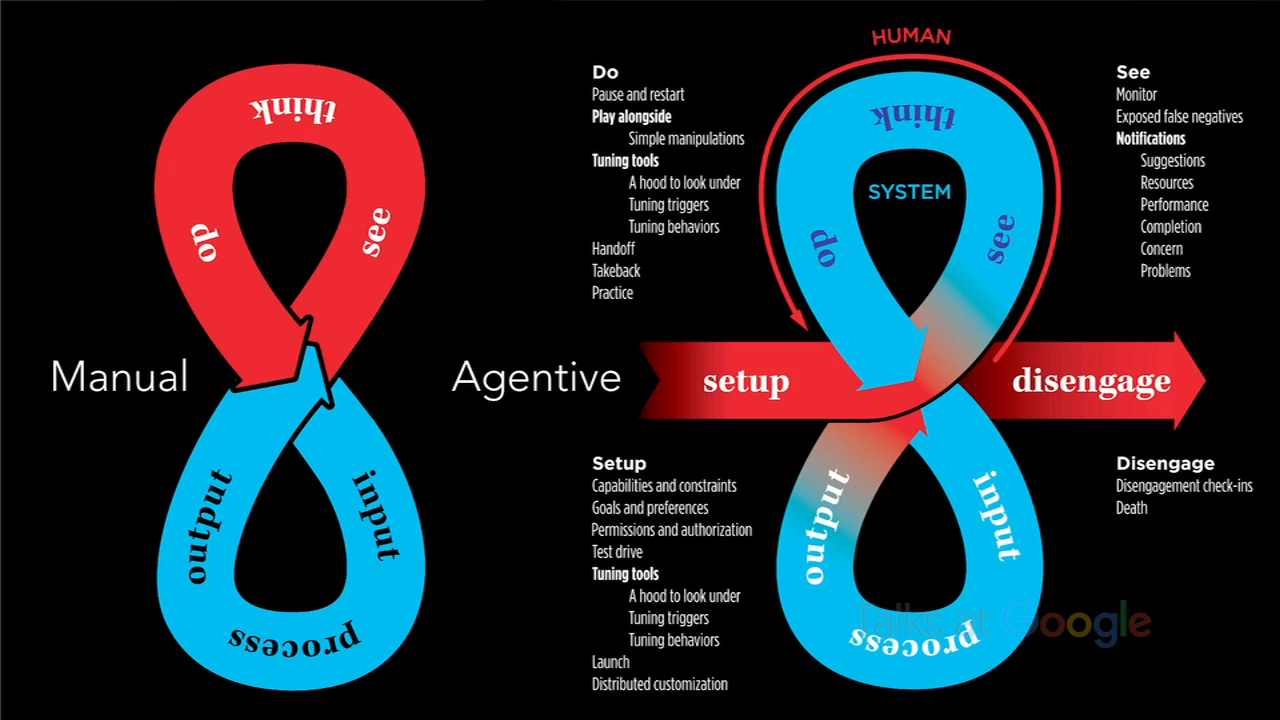 Manual
think
do
see
output
input
process
Agentive
HUMAN
SYSTEM
think
do
see
setup
disengage
output
input
process
Do
Pause and restart
Play alongside
Simple manipulations
Tuning tools
A hood to look under
Tuning triggers
Tuning behaviors
Handoff
Takeback
Practice
See
Monitor
Exposed false negatives
Notifications
Suggestions
Resources
Performance
Completion
Concern
Problems
Setup
Capabilities and constraints
Goals and preferences
Permissions and authorization
Test drive
Tuning tools
A hood to look under
Tuning triggers
Tuning behaviors
Launch
Distributed customization
Disengage
Disengagement check-ins
Death
Talks at Google